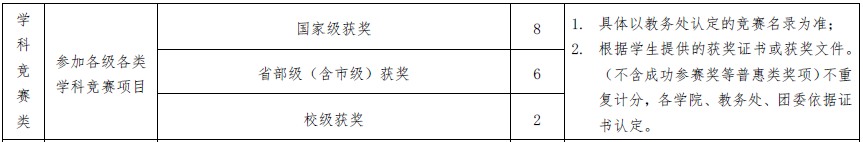 学
科
竞
赛
类
参加各级各类
学科竞赛项目
国家级获奖
8
省部级（含市级）获奖
6
校级获奖
2
1. 具体以教务处认定的竞赛名录为准；
2. 根据学生提供的获奖证书或获奖文件。
（不含成功参赛奖等普惠类奖项）不重
复计分，各学院、教务处、团委依据证
书认定。